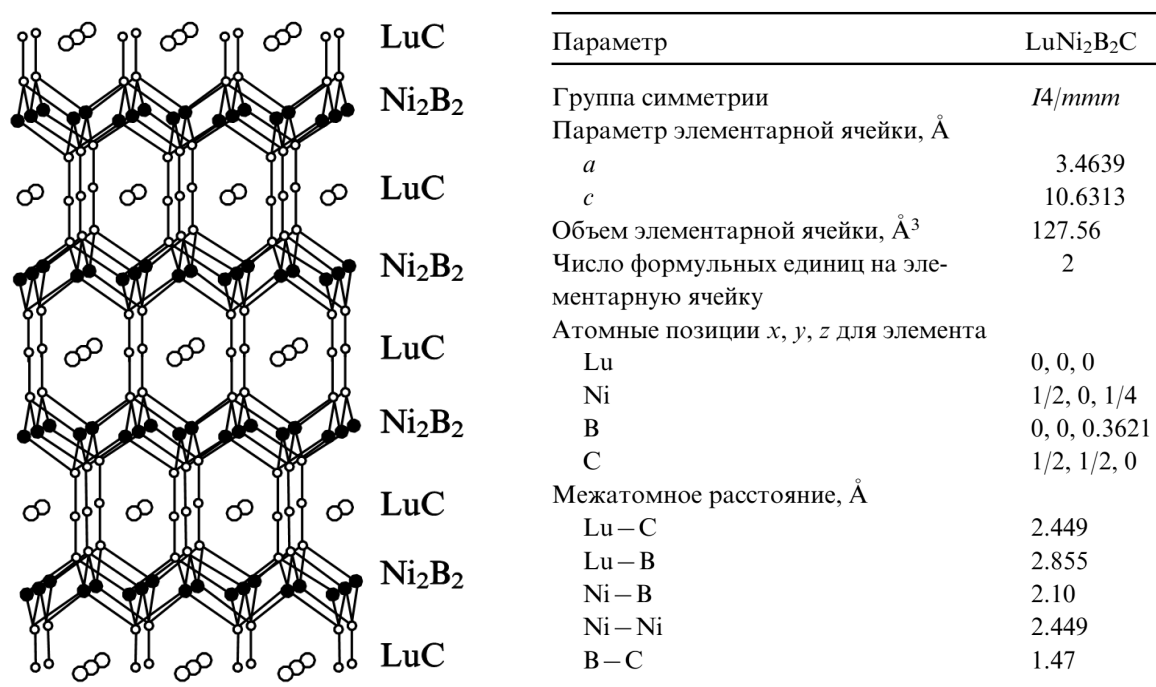 LuC
Ni₂B₂
LuC
Ni₂B₂
LuC
Ni₂B₂
LuC
Ni₂B₂
LuC
Параметр LuNi₂B₂C
Группа симметрии I4/mmm
Параметр элементарной ячейки, Å
a 3.4639
c 10.6313
Объем элементарной ячейки, Å³ 127.56
Число формульных единиц на эле- 2
ментарную ячейку
Атомные позиции x, y, z для элемента
Lu 0, 0, 0
Ni 1/2, 0, 1/4
B 0, 0, 0.3621
C 1/2, 1/2, 0
Межатомное расстояние, Å
Lu – C 2.449
Lu – B 2.855
Ni – B 2.10
Ni – Ni 2.449
B – C 1.47